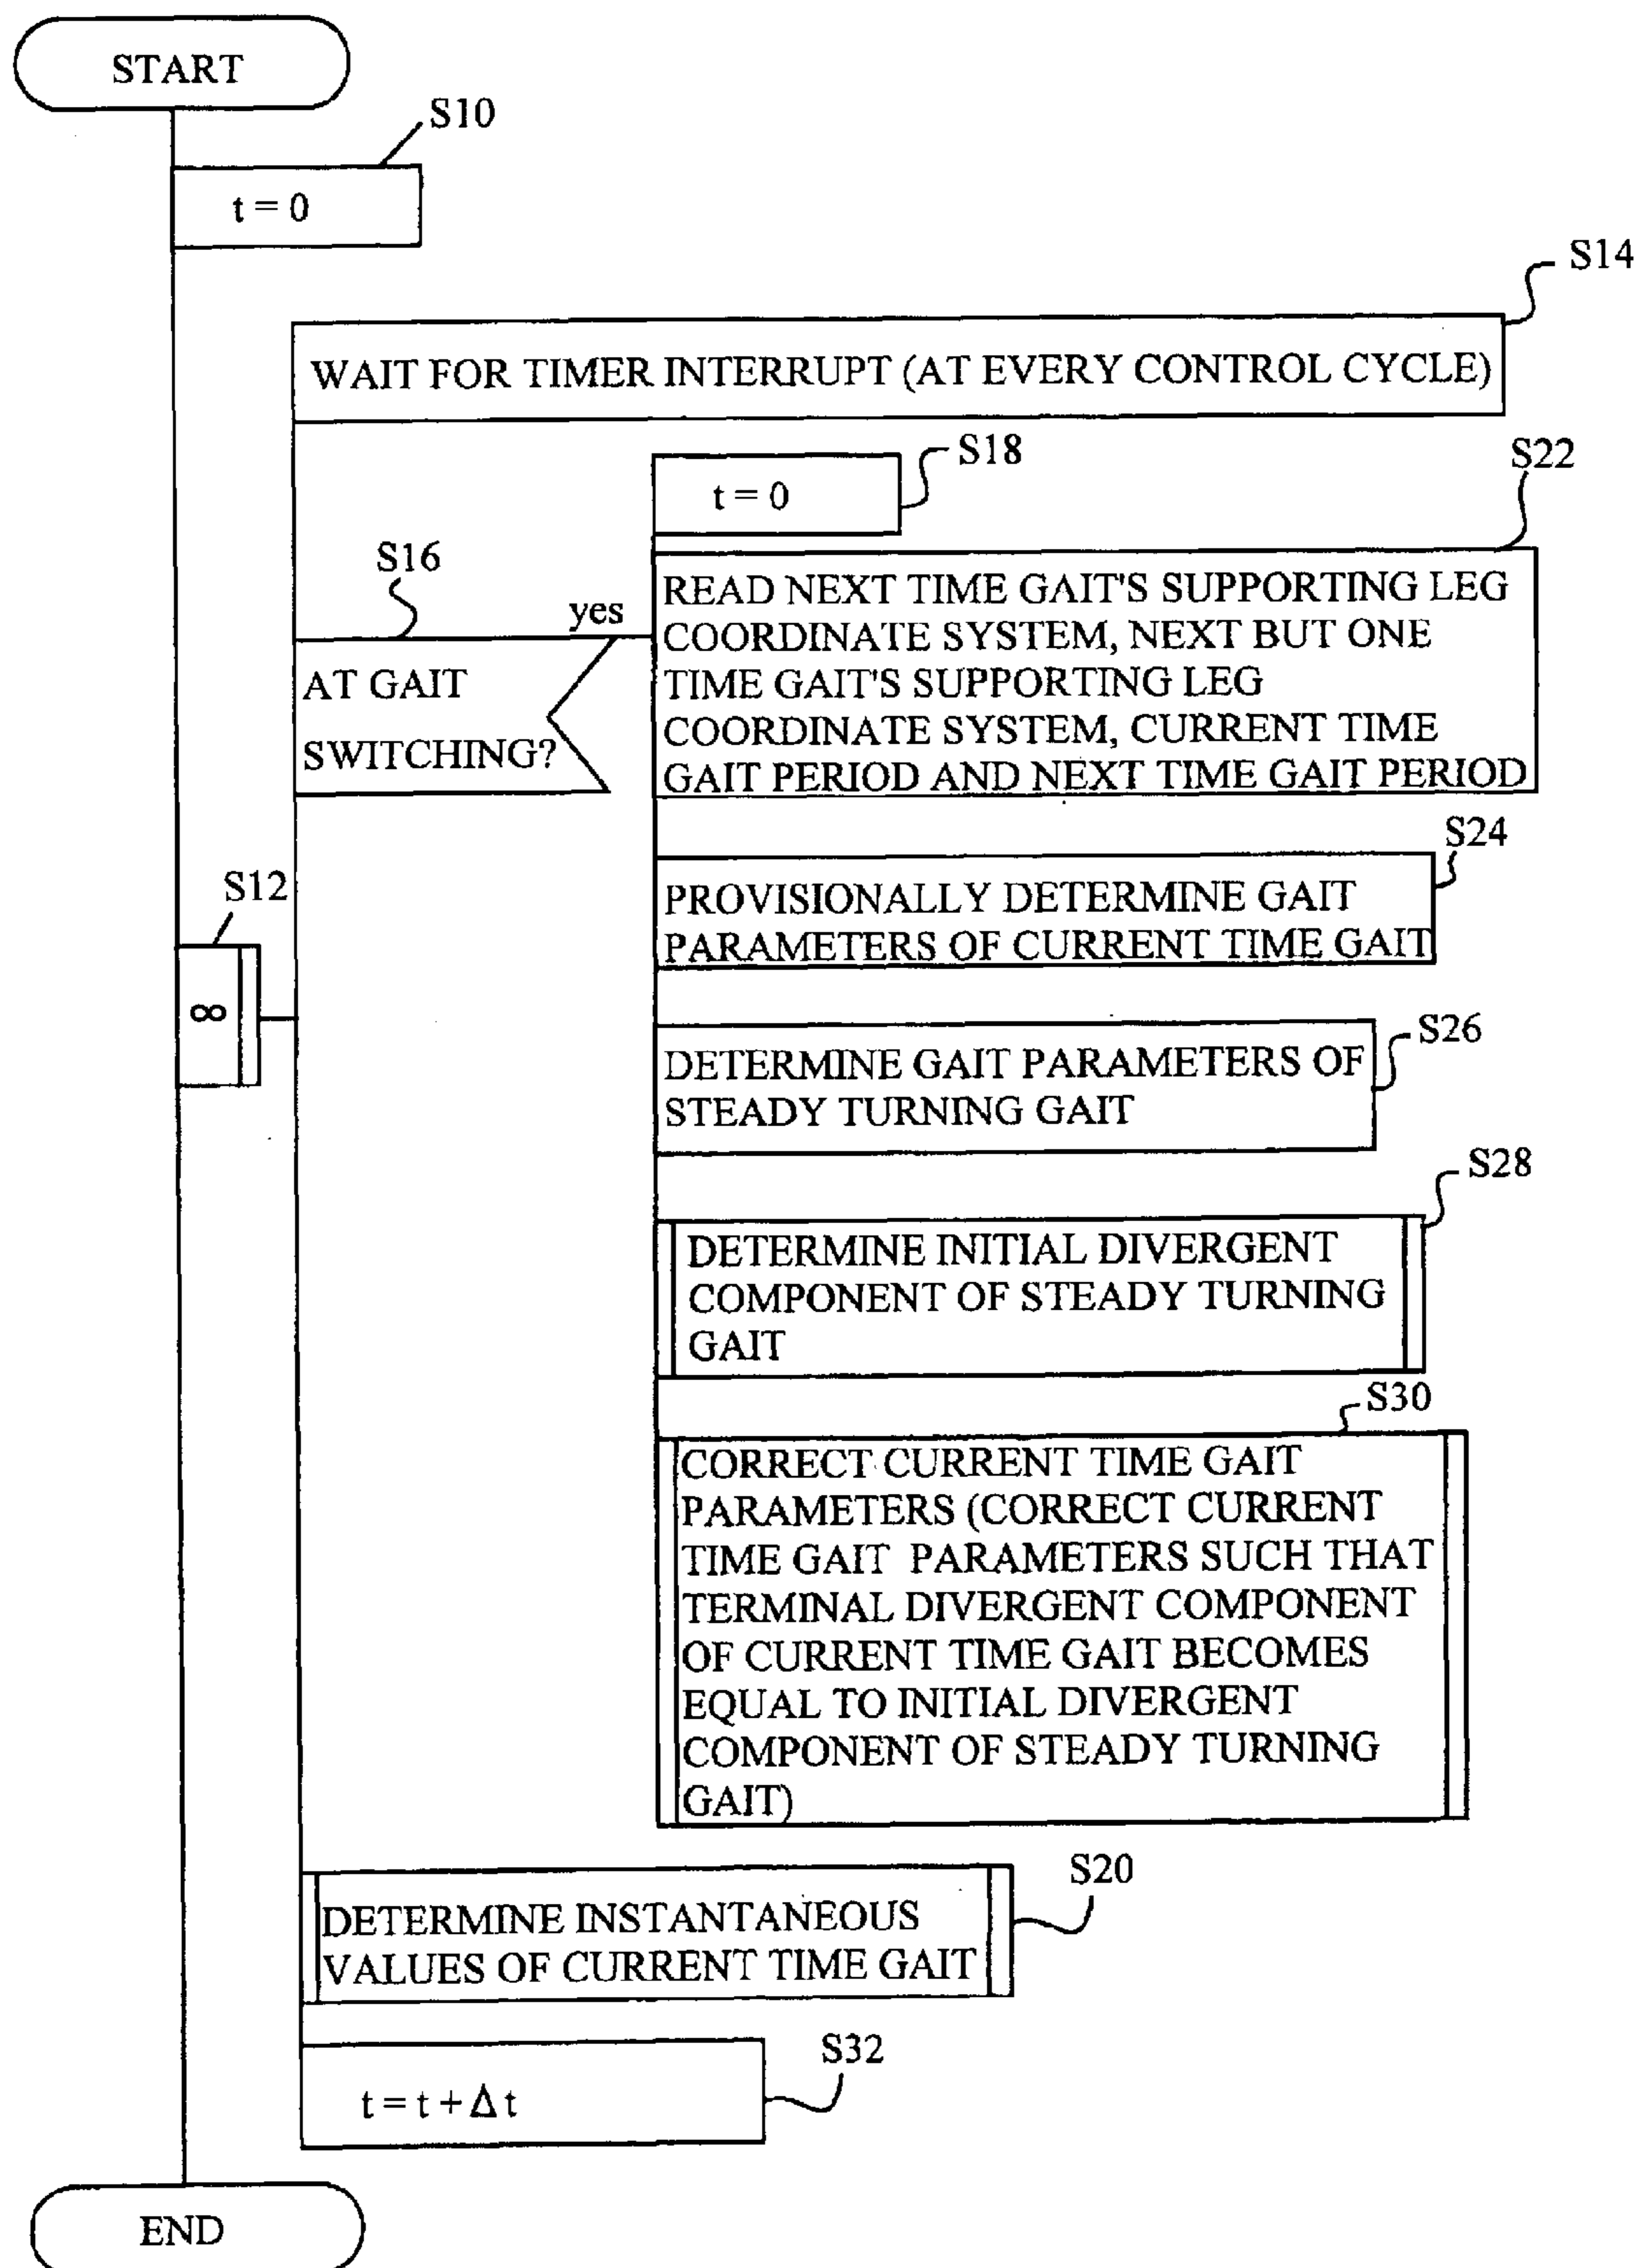 START
S10
t = 0
S14
WAIT FOR TIMER INTERRUPT (AT EVERY CONTROL CYCLE)
S18
t = 0
S22
READ NEXT TIME GAIT'S SUPPORTING LEG
COORDINATE SYSTEM, NEXT BUT ONE
TIME GAIT'S SUPPORTING LEG
COORDINATE SYSTEM, CURRENT TIME
GAIT PERIOD AND NEXT TIME GAIT PERIOD
S16
yes
AT GAIT
SWITCHING?
S24
PROVISIONALLY DETERMINE GAIT
PARAMETERS OF CURRENT TIME GAIT
S12
∞
S26
DETERMINE GAIT PARAMETERS OF
STEADY TURNING GAIT
S28
DETERMINE INITIAL DIVERGENT
COMPONENT OF STEADY TURNING
GAIT
S30
CORRECT CURRENT TIME GAIT
PARAMETERS (CORRECT CURRENT
TIME GAIT PARAMETERS SUCH THAT
TERMINAL DIVERGENT COMPONENT
OF CURRENT TIME GAIT BECOMES
EQUAL TO INITIAL DIVERGENT
COMPONENT OF STEADY TURNING
GAIT)
S20
DETERMINE INSTANTANEOUS
VALUES OF CURRENT TIME GAIT
S32
t = t + Δ t
END